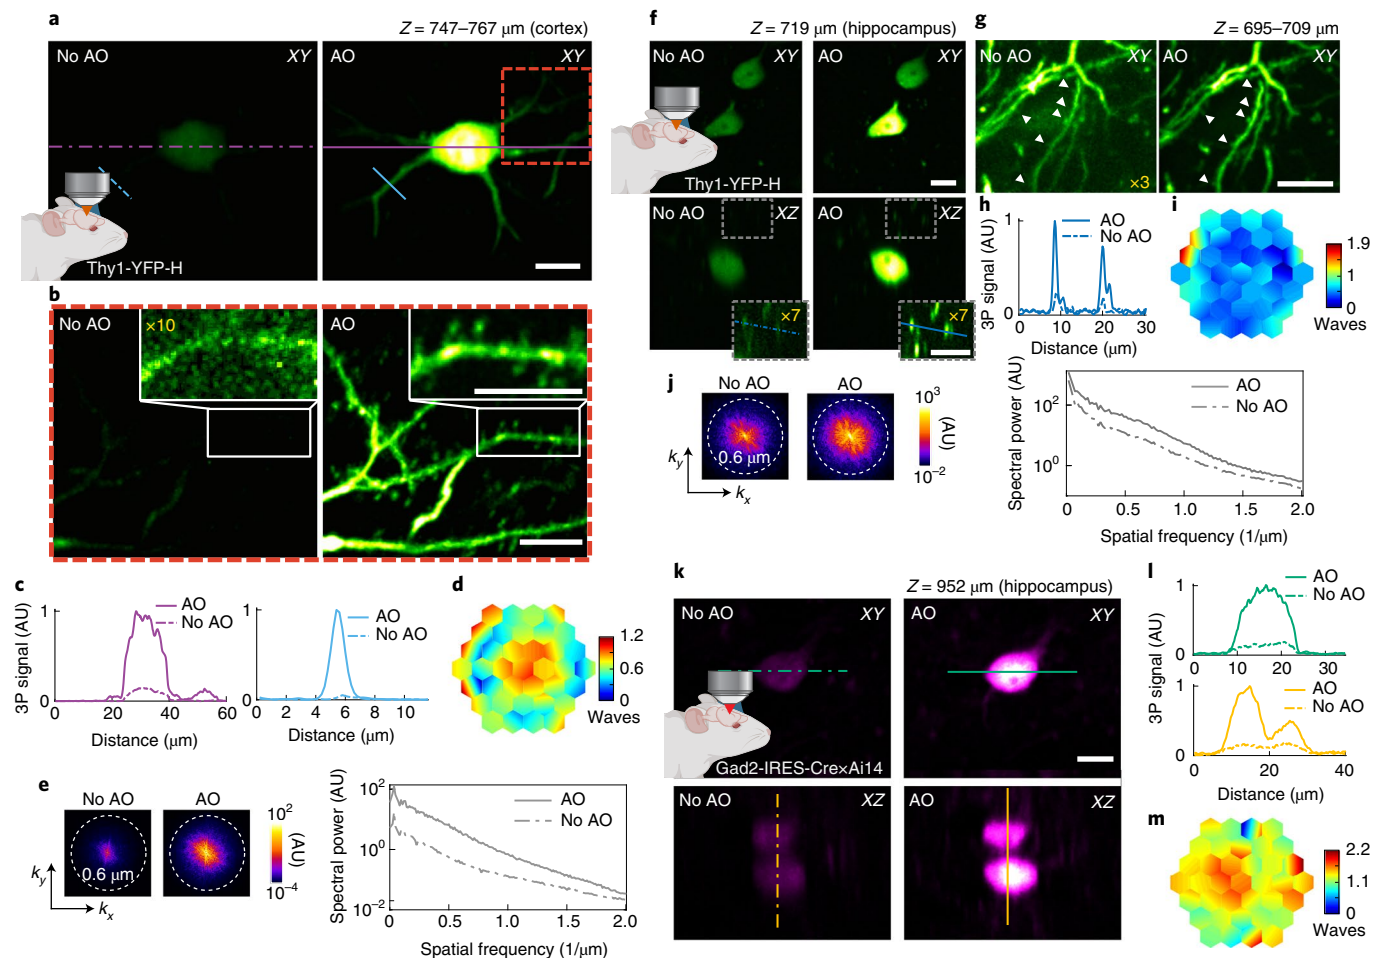 a
Z = 747–767 μm (cortex)
No AO
XY
AO
XY
Thy1-YFP-H
b
No AO
×10
AO
c
3P signal (AU)
1
0
AO
No AO
0 20 40 60
Distance (μm)
1
0
AO
No AO
0 2 4 6 8 10
Distance (μm)
d
1.2
0.6
0
Waves
e
No AO
AO
0.6 μm
10²
(AU)
10⁻⁴
ky
kx
Spectral power (AU)
10²
10⁰
10⁻²
AO
No AO
0 0.5 1.0 1.5 2.0
Spatial frequency (1/μm)
f
Z = 719 μm (hippocampus)
No AO
XY
AO
XY
Thy1-YFP-H
No AO
XZ
AO
XZ
×7
×7
g
Z = 695–709 μm
No AO
XY
AO
XY
×3
h
3P signal (AU)
1
0
AO
No AO
0 10 20 30
Distance (μm)
i
1.9
1
0
Waves
j
No AO
AO
0.6 μm
10³
(AU)
10⁻²
ky
kx
Spectral power (AU)
10²
10⁰
AO
No AO
0 0.5 1.0 1.5 2.0
Spatial frequency (1/μm)
k
Z = 952 μm (hippocampus)
No AO
XY
AO
XY
Gad2-IRES-Cre×Ai14
No AO
XZ
AO
XZ
l
3P signal (AU)
1
0
AO
No AO
0 10 20 30
1
0
AO
No AO
0 20 40
Distance (μm)
m
2.2
1.1
0
Waves